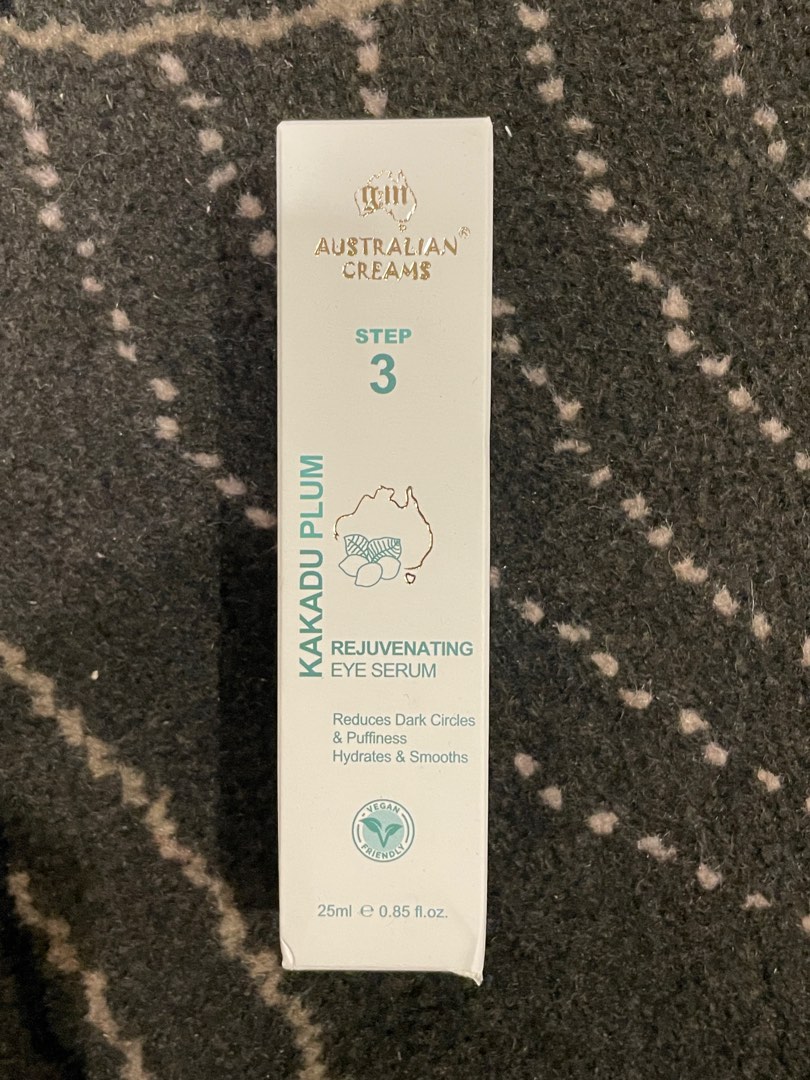 gm
AUSTRALIAN®
CREAMS
STEP
3
KAKADU PLUM
REJUVENATING
EYE SERUM
Reduces Dark Circles
& Puffiness
Hydrates & Smooths
VEGAN
FRIENDLY
25ml ℮ 0.85 fl.oz.